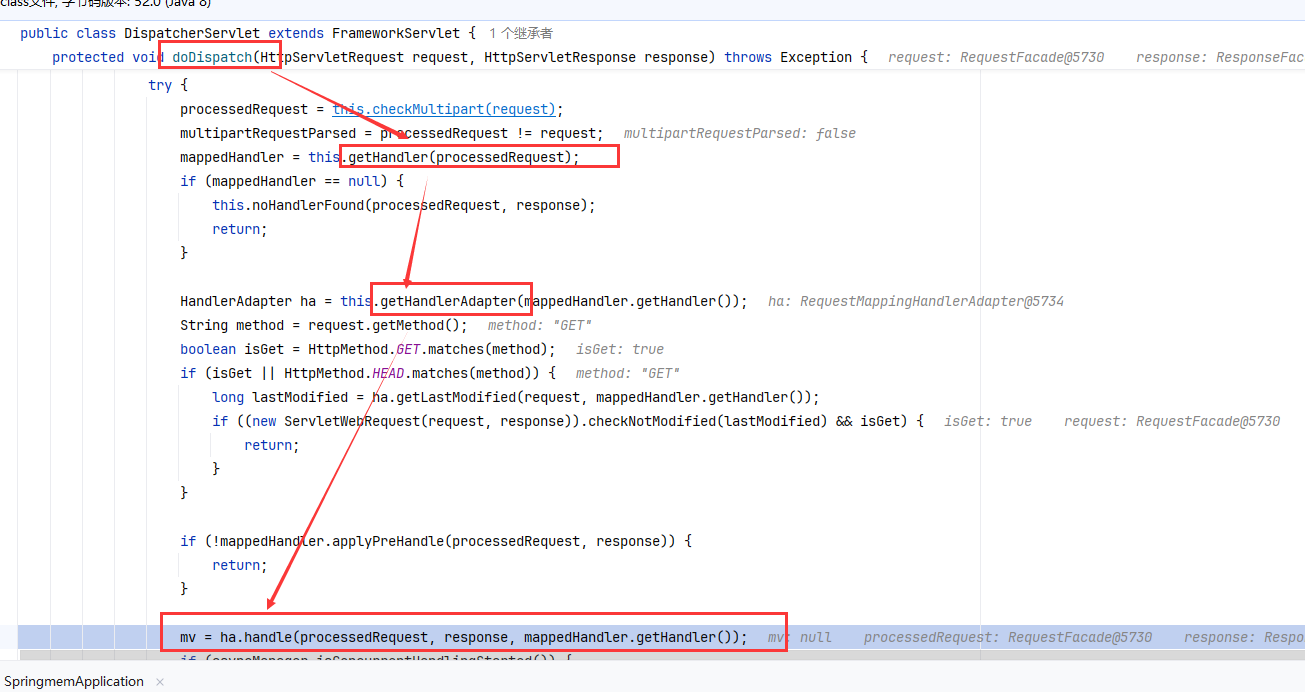 class文件, 字节码版本: 52.0 (Java 8)
public class DispatcherServlet extends FrameworkServlet { 1 个继承者
protected void doDispatch(HttpServletRequest request, HttpServletResponse response) throws Exception { request: RequestFacade@5730 response: ResponseFac
try {
processedRequest = this.checkMultipart(request);
multipartRequestParsed = processedRequest != request; multipartRequestParsed: false
mappedHandler = this.getHandler(processedRequest);
if (mappedHandler == null) {
this.noHandlerFound(processedRequest, response);
return;
}
HandlerAdapter ha = this.getHandlerAdapter(mappedHandler.getHandler()); ha: RequestMappingHandlerAdapter@5734
String method = request.getMethod(); method: "GET"
boolean isGet = HttpMethod.GET.matches(method); isGet: true
if (isGet || HttpMethod.HEAD.matches(method)) { method: "GET"
long lastModified = ha.getLastModified(request, mappedHandler.getHandler());
if ((new ServletWebRequest(request, response)).checkNotModified(lastModified) && isGet) { isGet: true request: RequestFacade@5730
return;
}
}
if (!mappedHandler.applyPreHandle(processedRequest, response)) {
return;
}
mv = ha.handle(processedRequest, response, mappedHandler.getHandler()); mv: null processedRequest: RequestFacade@5730 response: Respo
if (asyncManager.isConcurrentHandlingStarted()) {
SpringmemApplication ×